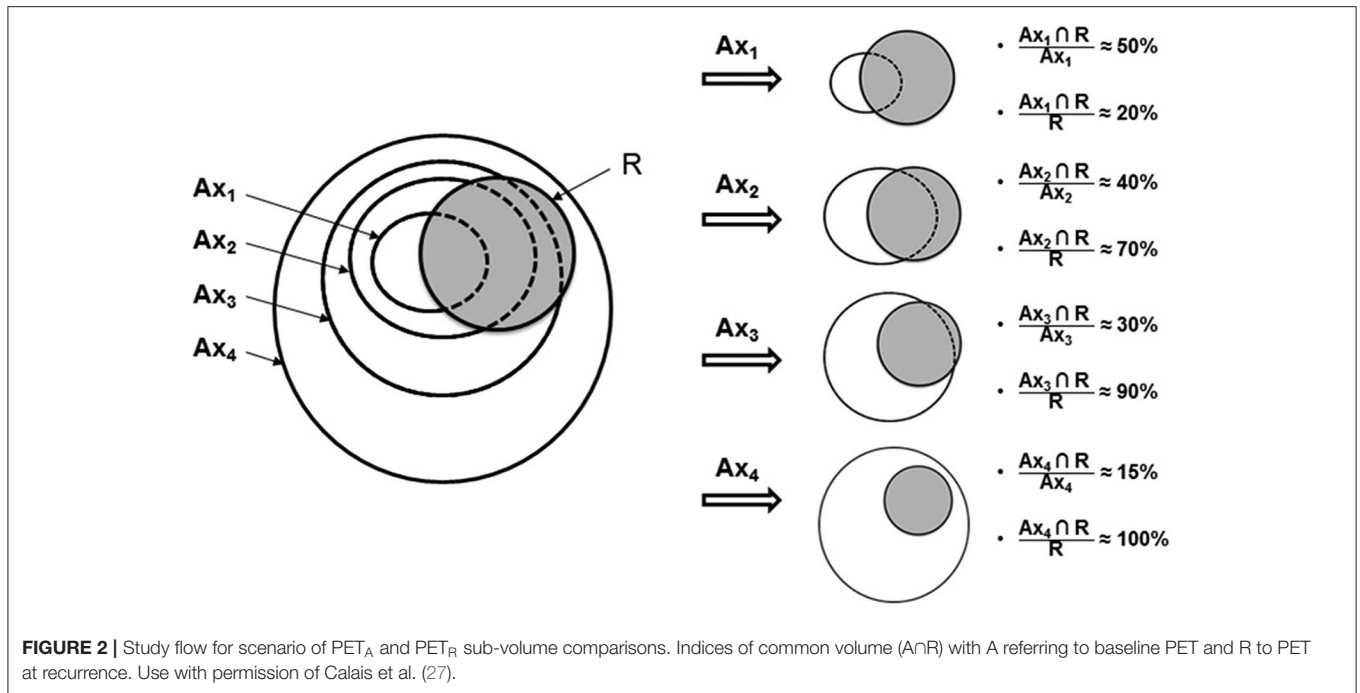 Ax₁
Ax₂
Ax₃
Ax₄
R
Ax₁
• Ax₁ ∩ R / Ax₁ ≈ 50%
• Ax₁ ∩ R / R ≈ 20%
Ax₂
• Ax₂ ∩ R / Ax₂ ≈ 40%
• Ax₂ ∩ R / R ≈ 70%
Ax₃
• Ax₃ ∩ R / Ax₃ ≈ 30%
• Ax₃ ∩ R / R ≈ 90%
Ax₄
• Ax₄ ∩ R / Ax₄ ≈ 15%
• Ax₄ ∩ R / R ≈ 100%
FIGURE 2 | Study flow for scenario of PET_A and PET_R sub-volume comparisons. Indices of common volume (A∩R) with A referring to baseline PET and R to PET
at recurrence. Use with permission of Calais et al. (27).